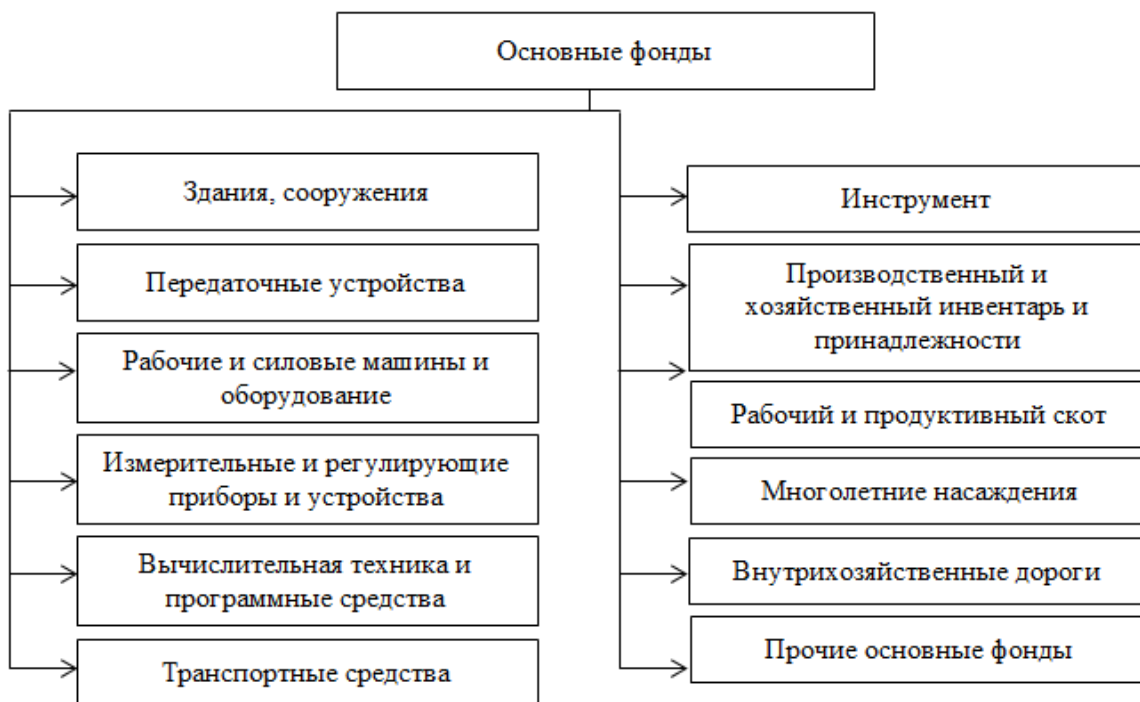 Основные фонды
Здания, сооружения
Передаточные устройства
Рабочие и силовые машины и
оборудование
Измерительные и регулирующие
приборы и устройства
Вычислительная техника и
программные средства
Транспортные средства
Инструмент
Производственный и
хозяйственный инвентарь и
принадлежности
Рабочий и продуктивный скот
Многолетние насаждения
Внутрихозяйственные дороги
Прочие основные фонды